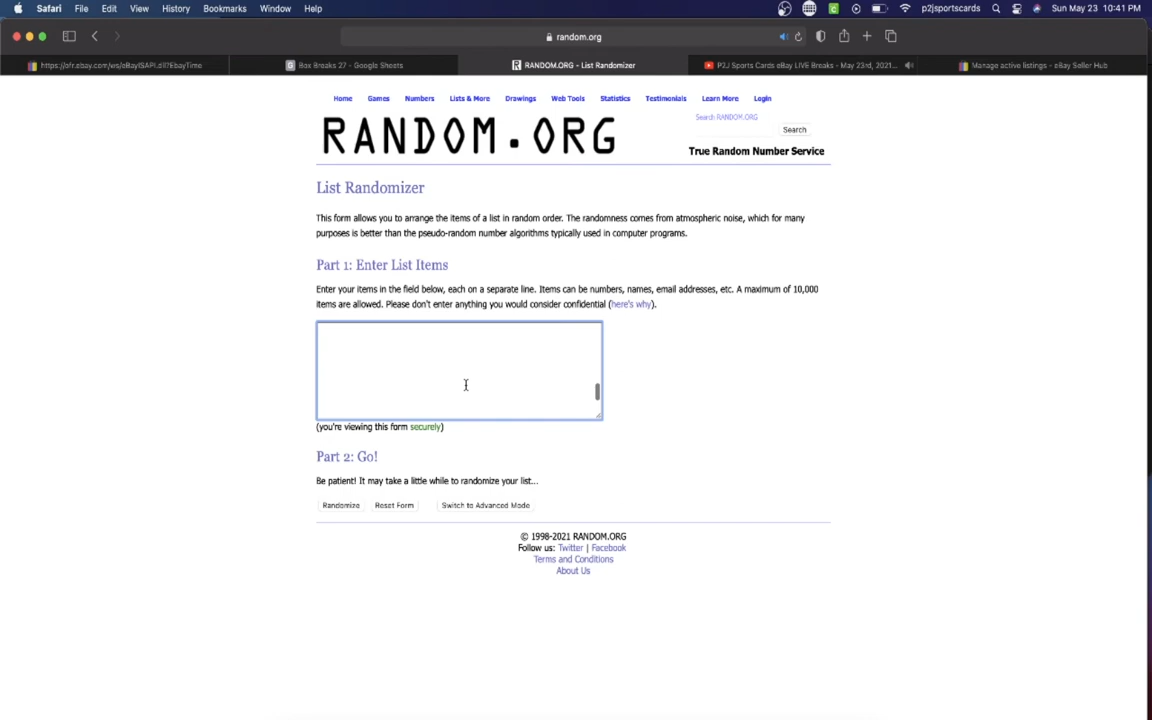 Safari File Edit View History Bookmarks Window Help p2jsportscards Sun May 23 10:41 PM
random.org
https://ofr.ebay.com/ws/eBayISAPI.dll?EbayTime Box Breaks 27 - Google Sheets RANDOM.ORG - List Randomizer P2J Sports Cards eBay LIVE Breaks - May 23rd, 2021... Manage active listings - eBay Seller Hub
Home Games Numbers Lists & More Drawings Web Tools Statistics Testimonials Learn More Login
Search RANDOM.ORG
RANDOM.ORG
Search
True Random Number Service
List Randomizer
This form allows you to arrange the items of a list in random order. The randomness comes from atmospheric noise, which for many
purposes is better than the pseudo-random number algorithms typically used in computer programs.
Part 1: Enter List Items
Enter your items in the field below, each on a separate line. Items can be numbers, names, email addresses, etc. A maximum of 10,000
items are allowed. Please don't enter anything you would consider confidential (here's why).
(you're viewing this form securely)
Part 2: Go!
Be patient! It may take a little while to randomize your list...
Randomize Reset Form Switch to Advanced Mode
© 1998-2021 RANDOM.ORG
Follow us: Twitter | Facebook
Terms and Conditions
About Us